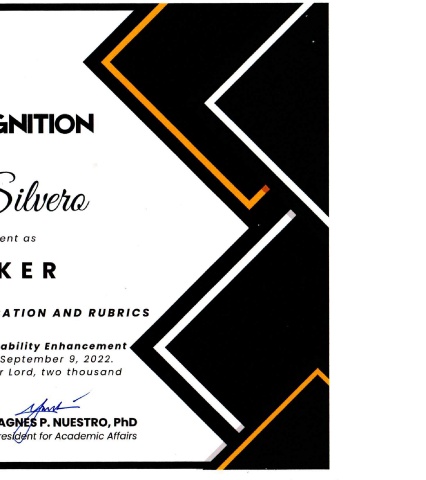 GNITION
Silvero
ent as
KER
ATION AND RUBRICS
ability Enhancement
September 9, 2022.
r Lord, two thousand
AGNES P. NUESTRO, PhD
resident for Academic Affairs